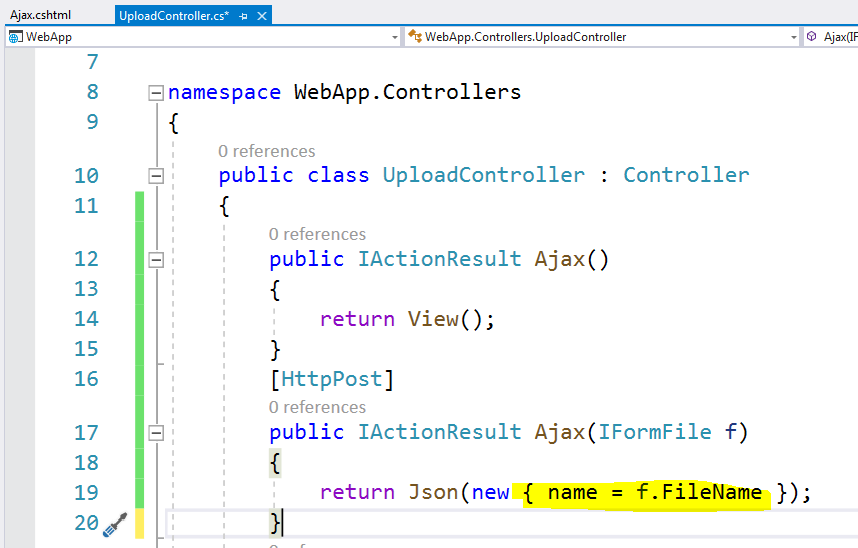 Ajax.cshtml UploadController.cs*
WebApp WebApp.Controllers.UploadController Ajax(IF
7
8 namespace WebApp.Controllers
9 {
0 references
10 public class UploadController : Controller
11 {
0 references
12 public IActionResult Ajax()
13 {
14 return View();
15 }
16 [HttpPost]
0 references
17 public IActionResult Ajax(IFormFile f)
18 {
19 return Json(new { name = f.FileName });
20 }